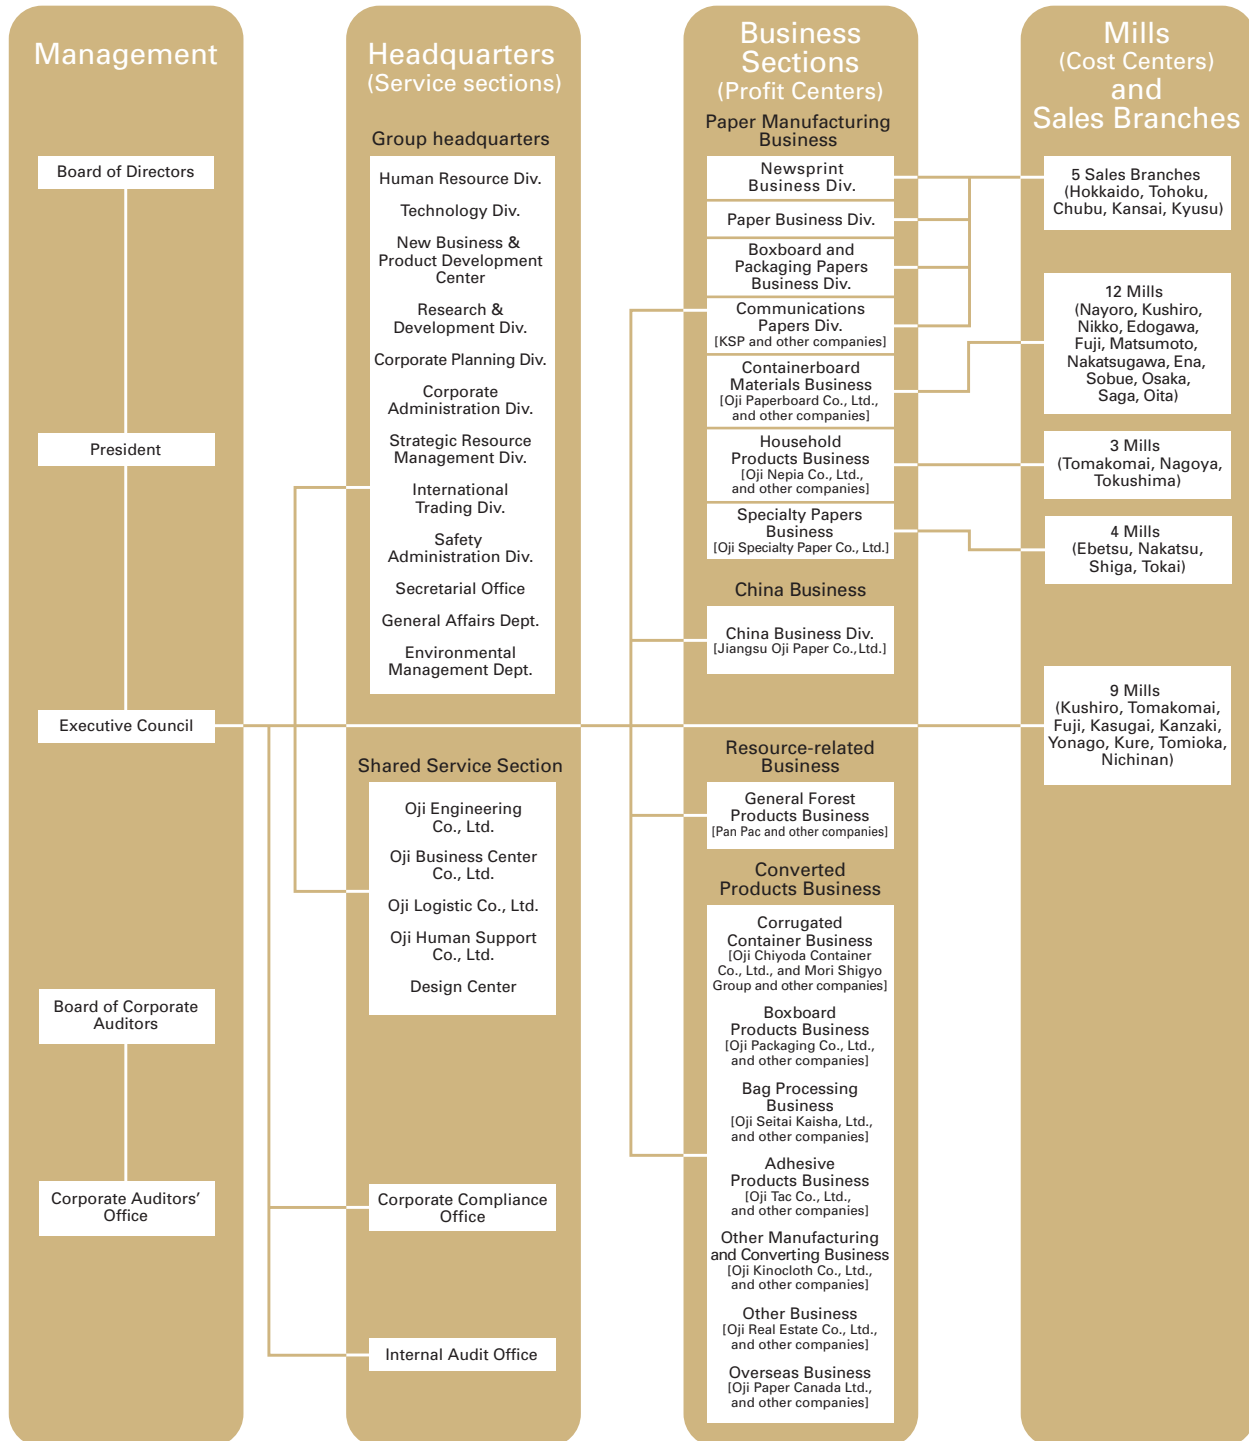 Management
Board of Directors
President
Executive Council
Board of Corporate
Auditors
Corporate Auditors'
Office
Headquarters
(Service sections)
Group headquarters
Human Resource Div.
Technology Div.
New Business &
Product Development
Center
Research &
Development Div.
Corporate Planning Div.
Corporate
Administration Div.
Strategic Resource
Management Div.
International
Trading Div.
Safety
Administration Div.
Secretarial Office
General Affairs Dept.
Environmental
Management Dept.
Shared Service Section
Oji Engineering
Co., Ltd.
Oji Business Center
Co., Ltd.
Oji Logistic Co., Ltd.
Oji Human Support
Co., Ltd.
Design Center
Corporate Compliance
Office
Internal Audit Office
Business
Sections
(Profit Centers)
Paper Manufacturing
Business
Newsprint
Business Div.
Paper Business Div.
Boxboard and
Packaging Papers
Business Div.
Communications
Papers Div.
[KSP and other companies]
Containerboard
Materials Business
[Oji Paperboard Co., Ltd.,
and other companies]
Household
Products Business
[Oji Nepia Co., Ltd.,
and other companies]
Specialty Papers
Business
[Oji Specialty Paper Co., Ltd.]
China Business
China Business Div.
[Jiangsu Oji Paper Co.,Ltd.]
Resource-related
Business
General Forest
Products Business
[Pan Pac and other companies]
Converted
Products Business
Corrugated
Container Business
[Oji Chiyoda Container
Co., Ltd., and Mori Shigyo
Group and other companies]
Boxboard
Products Business
[Oji Packaging Co., Ltd.,
and other companies]
Bag Processing
Business
[Oji Seitai Kaisha, Ltd.,
and other companies]
Adhesive
Products Business
[Oji Tac Co., Ltd.,
and other companies]
Other Manufacturing
and Converting Business
[Oji Kinocloth Co., Ltd.,
and other companies]
Other Business
[Oji Real Estate Co., Ltd.,
and other companies]
Overseas Business
[Oji Paper Canada Ltd.,
and other companies]
Mills
(Cost Centers)
and
Sales Branches
5 Sales Branches
(Hokkaido, Tohoku,
Chubu, Kansai, Kyusu)
12 Mills
(Nayoro, Kushiro,
Nikko, Edogawa,
Fuji, Matsumoto,
Nakatsugawa, Ena,
Sobue, Osaka,
Saga, Oita)
3 Mills
(Tomakomai, Nagoya,
Tokushima)
4 Mills
(Ebetsu, Nakatsu,
Shiga, Tokai)
9 Mills
(Kushiro, Tomakomai,
Fuji, Kasugai, Kanzaki,
Yonago, Kure, Tomioka,
Nichinan)